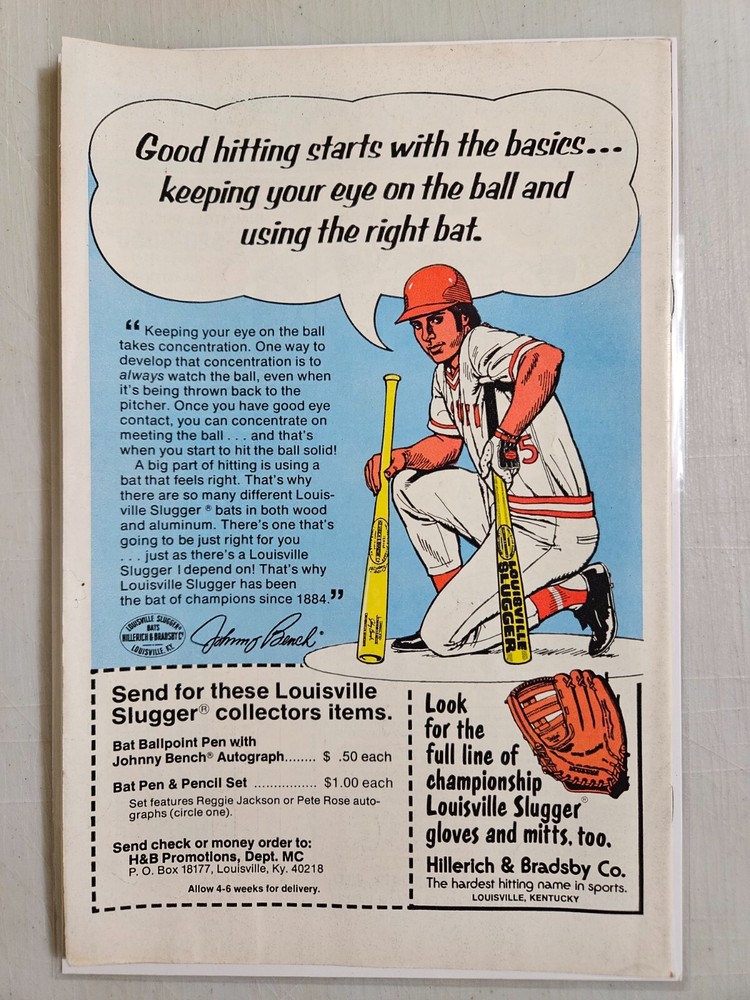 Good hitting starts with the basics...
keeping your eye on the ball and
using the right bat.
“ Keeping your eye on the ball
takes concentration. One way to
develop that concentration is to
always watch the ball, even when
it's being thrown back to the
pitcher. Once you have good eye
contact, you can concentrate on
meeting the ball . . . and that's
when you start to hit the ball solid!
A big part of hitting is using a
bat that feels right. That's why
there are so many different Louis-
ville Slugger ® bats in both wood
and aluminum. There's one that's
going to be just right for you
. . . just as there's a Louisville
Slugger I depend on! That's why
Louisville Slugger has been
the bat of champions since 1884.”
LOUISVILLE SLUGGER®
BATS
HILLERICH & BRADSBY Co
LOUISVILLE, KY.
Johnny Bench®
5
LOUISVILLE
SLUGGER
Send for these Louisville
Slugger® collectors items.
Bat Ballpoint Pen with
Johnny Bench® Autograph........ $ .50 each
Bat Pen & Pencil Set ................ $1.00 each
Set features Reggie Jackson or Pete Rose auto-
graphs (circle one).
Send check or money order to:
H&B Promotions, Dept. MC
P. O. Box 18177, Louisville, Ky. 40218
Allow 4-6 weeks for delivery.
Look
for the
full line of
championship
Louisville Slugger®
gloves and mitts, too.
Hillerich & Bradsby Co.
The hardest hitting name in sports.
LOUISVILLE, KENTUCKY